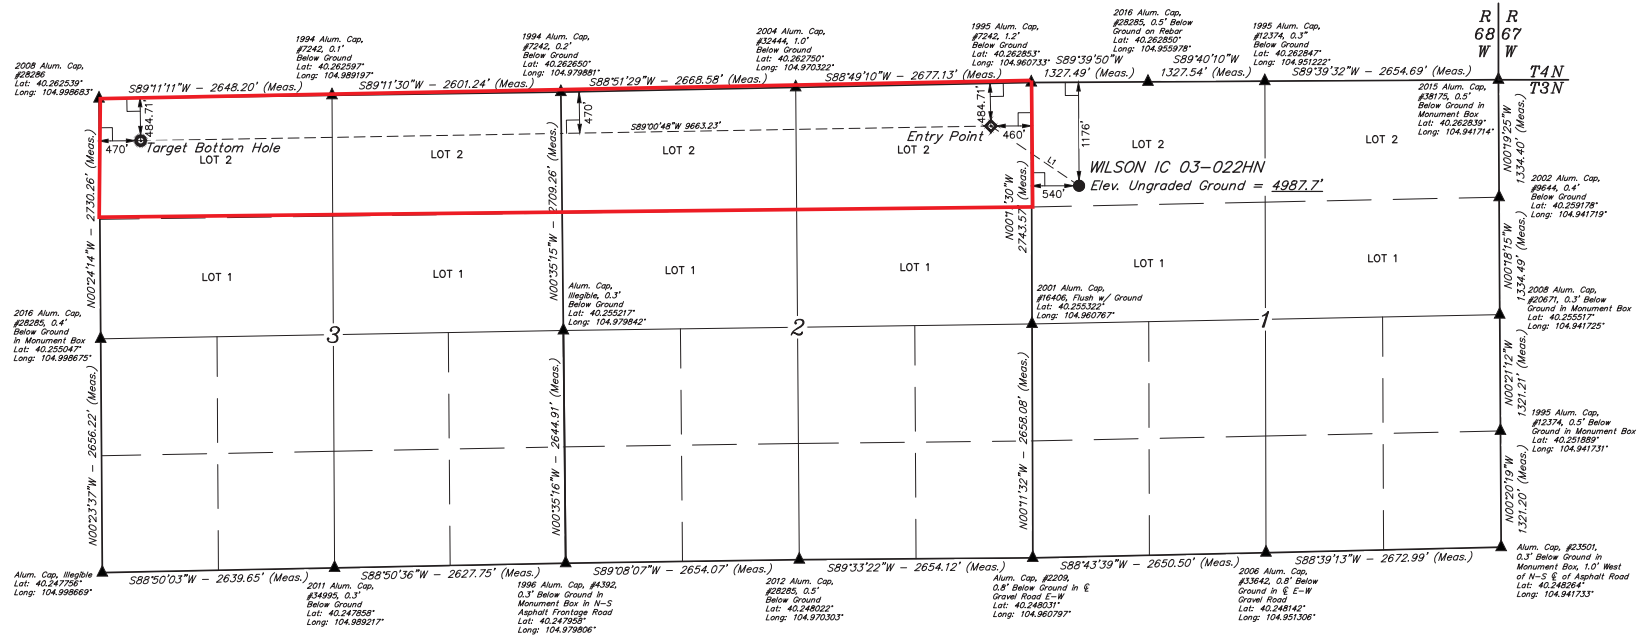 R R
68 67
W W
T4N
T3N
2008 Alum. Cap,
#28286
Lat: 40.262539°
Long: 104.998683°
1994 Alum. Cap,
#7242, 0.1'
Below Ground
Lat: 40.262597°
Long: 104.989197°
1994 Alum. Cap,
#7242, 0.2'
Below Ground
Lat: 40.262650°
Long: 104.979881°
2004 Alum. Cap,
#32444, 1.0'
Below Ground
Lat: 40.262750°
Long: 104.970322°
1995 Alum. Cap,
#7242, 1.2'
Below Ground
Lat: 40.262853°
Long: 104.960733°
2016 Alum. Cap,
#28285, 0.5' Below
Ground on Rebar
Lat: 40.262850°
Long: 104.955978°
1995 Alum. Cap,
#12374, 0.3"
Below Ground
Lat: 40.262847°
Long: 104.951222°
2015 Alum. Cap,
#38175, 0.5'
Below Ground in
Monument Box
Lat: 40.262839°
Long: 104.941714°
S89°11'11"W - 2648.20' (Meas.)
S89°11'30"W - 2601.24' (Meas.)
S88°51'29"W - 2668.58' (Meas.)
S88°49'10"W - 2677.13' (Meas.)
S89°39'50"W
1327.49' (Meas.)
S89°40'10"W
1327.54' (Meas.)
S89°39'32"W - 2654.69' (Meas.)
484.71'
470'
Target Bottom Hole
470'
S89°00'48"W 9663.23'
484.71'
460'
Entry Point
1176'
L1
540'
WILSON IC 03-022HN
Elev. Ungraded Ground = 4987.7'
LOT 2
LOT 2
LOT 2
LOT 2
LOT 2
LOT 2
LOT 1
LOT 1
LOT 1
LOT 1
LOT 1
LOT 1
3
2
1
N00°24'14"W - 2730.26' (Meas.)
N00°35'15"W - 2709.26' (Meas.)
N00°11'30"W
2743.57' (Meas.)
N00°19'25"W
1334.40' (Meas.)
2002 Alum. Cap,
#9644, 0.4'
Below Ground
Lat: 40.259178°
Long: 104.941719°
N00°18'15"W
1334.49' (Meas.)
2016 Alum. Cap,
#28285, 0.4'
Below Ground
in Monument Box
Lat: 40.255047°
Long: 104.998675°
Alum. Cap,
Illegible, 0.3'
Below Ground
Lat: 40.255217°
Long: 104.979842°
2001 Alum. Cap,
#16406, Flush w/ Ground
Lat: 40.255322°
Long: 104.960767°
2008 Alum. Cap,
#20671, 0.3' Below
Ground in Monument Box
Lat: 40.255517°
Long: 104.941725°
N00°23'37"W - 2656.22' (Meas.)
N00°35'16"W - 2644.91' (Meas.)
N00°11'32"W - 2658.08' (Meas.)
N00°21'12"W
1321.21' (Meas.)
1995 Alum. Cap,
#12374, 0.5' Below
Ground in Monument Box
Lat: 40.251889°
Long: 104.941731°
N00°20'19"W
1321.20' (Meas.)
S88°50'03"W - 2639.65' (Meas.)
S88°50'36"W - 2627.75' (Meas.)
S89°08'07"W - 2654.07' (Meas.)
S89°33'22"W - 2654.12' (Meas.)
S88°43'39"W - 2650.50' (Meas.)
S88°39'13"W - 2672.99' (Meas.)
Alum. Cap, Illegible
Lat: 40.247756°
Long: 104.998669°
2011 Alum. Cap,
#34995, 0.3'
Below Ground
Lat: 40.247858°
Long: 104.989217°
1996 Alum. Cap, #4392,
0.3' Below Ground in
Monument Box in N-S
Asphalt Frontage Road
Lat: 40.247958°
Long: 104.979806°
2012 Alum. Cap,
#28285, 0.5'
Below Ground
Lat: 40.248022°
Long: 104.970303°
Alum. Cap, #2209,
0.8' Below Ground in ℄
Gravel Road E-W
Lat: 40.248031°
Long: 104.960797°
2006 Alum. Cap,
#33642, 0.8' Below
Ground in ℄ E-W
Gravel Road
Lat: 40.248142°
Long: 104.951306°
Alum. Cap, #23501,
0.3' Below Ground in
Monument Box, 1.0' West
of N-S ℄ of Asphalt Road
Lat: 40.248264°
Long: 104.941733°